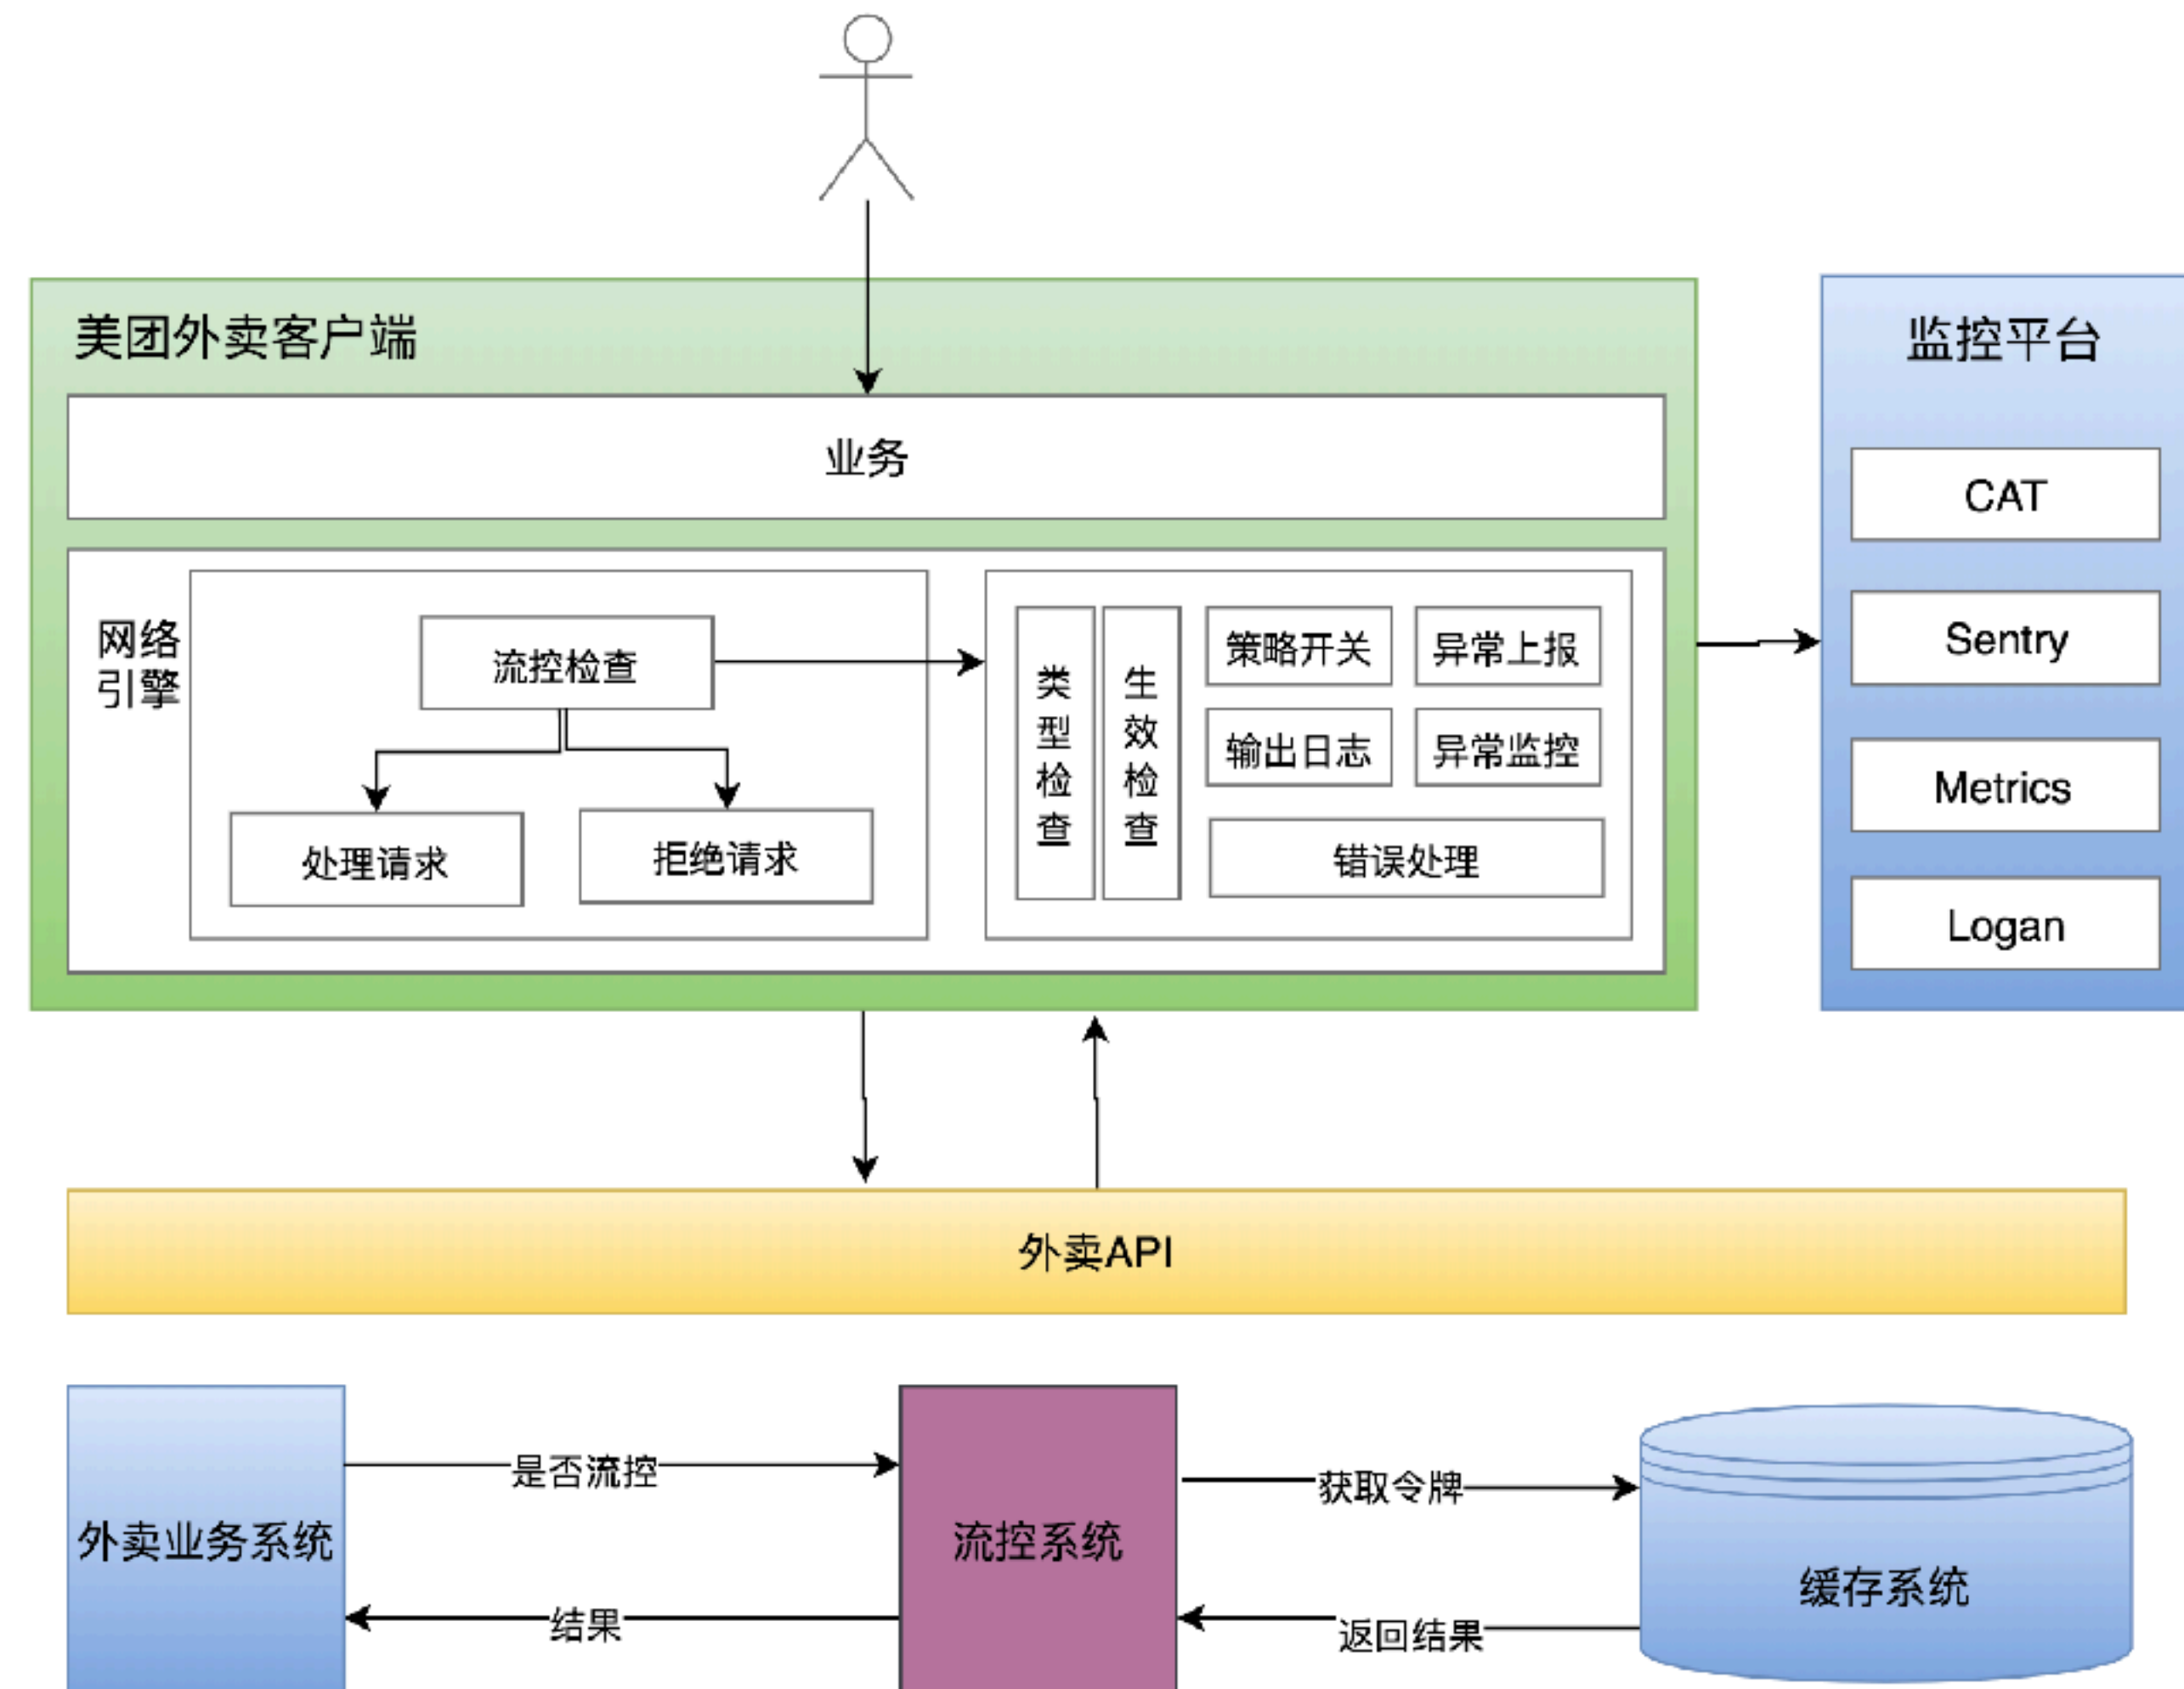 美团外卖客户端
监控平台
业务
CAT
网络
引擎
流控检查
处理请求
拒绝请求
类
型
检
查
生
效
检
查
策略开关
异常上报
输出日志
异常监控
错误处理
Sentry
Metrics
Logan
外卖API
外卖业务系统
是否流控
结果
流控系统
获取令牌
返回结果
缓存系统